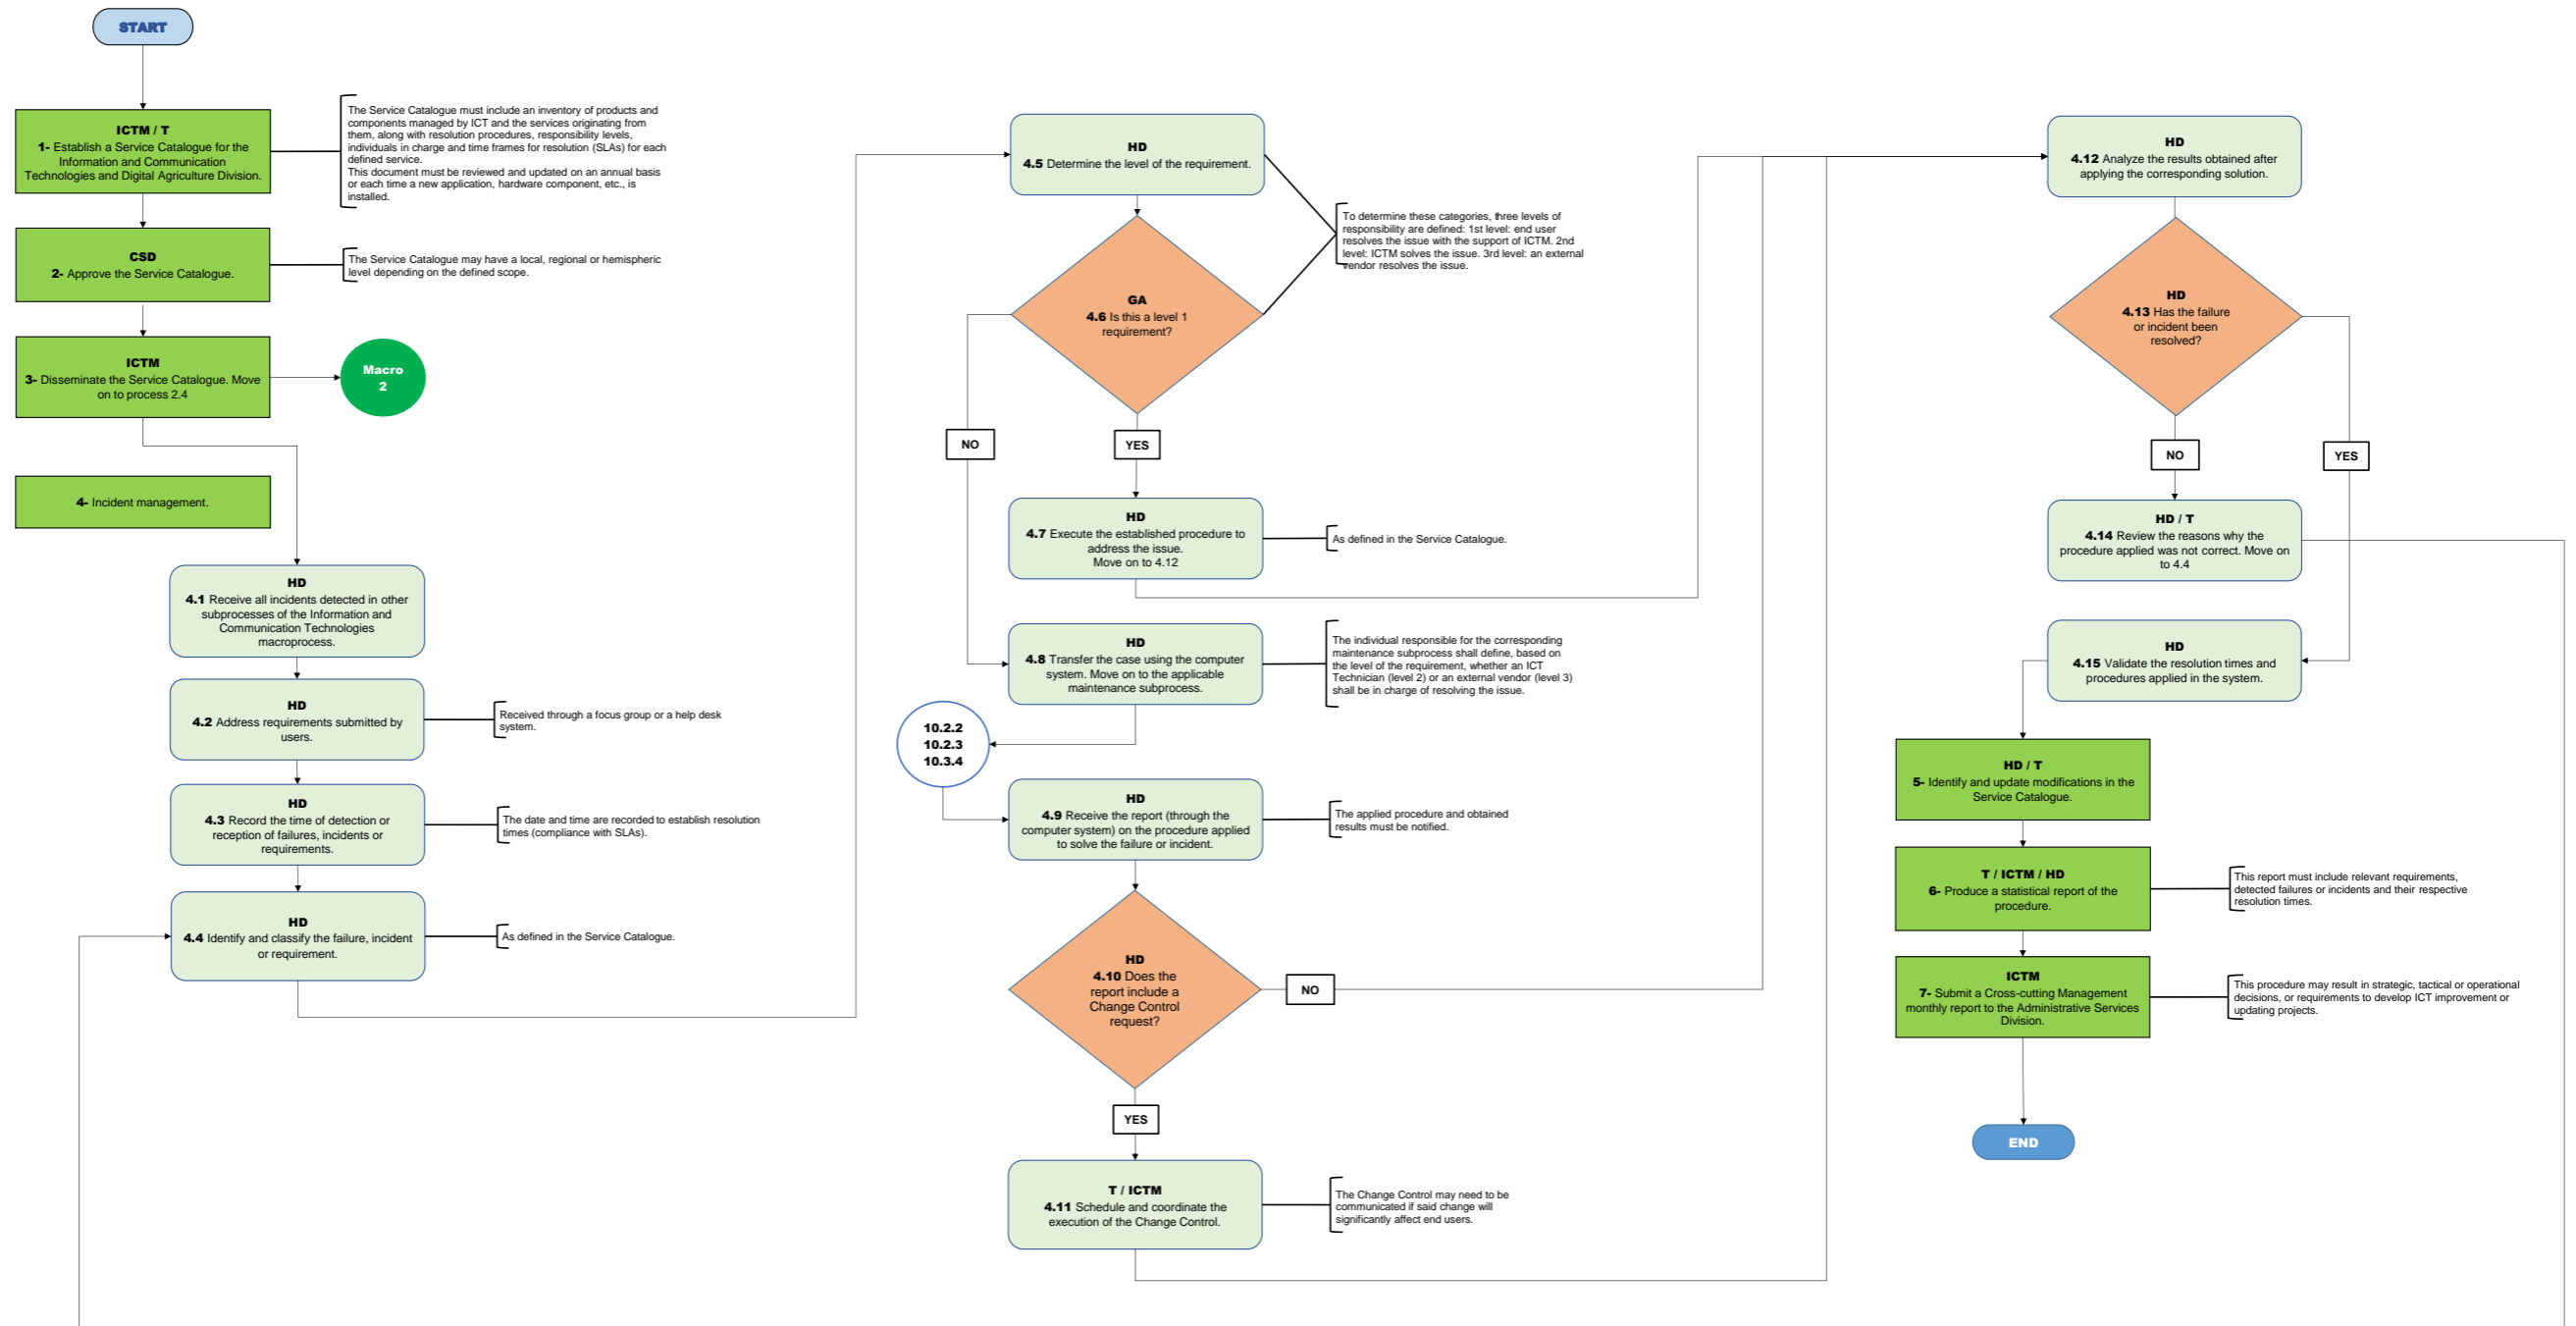 START
ICTM / T
1- Establish a Service Catalogue for the
Information and Communication
Technologies and Digital Agriculture Division.
The Service Catalogue must include an inventory of products and
components managed by ICT and the services originating from
them, along with resolution procedures, responsibility levels,
individuals in charge and time frames for resolution (SLAs) for each
defined service.
This document must be reviewed and updated on an annual basis
or each time a new application, hardware component, etc., is
installed.
CSD
2- Approve the Service Catalogue.
The Service Catalogue may have a local, regional or hemispheric
level depending on the defined scope.
ICTM
3- Disseminate the Service Catalogue. Move
on to process 2.4
Macro
2
4- Incident management.
HD
4.1 Receive all incidents detected in other
subprocesses of the Information and
Communication Technologies
macroprocess.
HD
4.2 Address requirements submitted by
users.
Received through a focus group or a help desk
system.
HD
4.3 Record the time of detection or
reception of failures, incidents or
requirements.
The date and time are recorded to establish resolution
times (compliance with SLAs).
HD
4.4 Identify and classify the failure, incident
or requirement.
As defined in the Service Catalogue.
HD
4.5 Determine the level of the requirement.
To determine these categories, three levels of
responsibility are defined: 1st level: end user
resolves the issue with the support of ICTM. 2nd
level: ICTM solves the issue. 3rd level: an external
vendor resolves the issue.
GA
4.6 Is this a level 1
requirement?
NO
YES
HD
4.7 Execute the established procedure to
address the issue.
Move on to 4.12
As defined in the Service Catalogue.
HD
4.8 Transfer the case using the computer
system. Move on to the applicable
maintenance subprocess.
The individual responsible for the corresponding
maintenance subprocess shall define, based on
the level of the requirement, whether an ICT
Technician (level 2) or an external vendor (level 3)
shall be in charge of resolving the issue.
10.2.2
10.2.3
10.3.4
HD
4.9 Receive the report (through the
computer system) on the procedure applied
to solve the failure or incident.
The applied procedure and obtained
results must be notified.
HD
4.10 Does the
report include a
Change Control
request?
NO
YES
T / ICTM
4.11 Schedule and coordinate the
execution of the Change Control.
The Change Control may need to be
communicated if said change will
significantly affect end users.
HD
4.12 Analyze the results obtained after
applying the corresponding solution.
HD
4.13 Has the failure
or incident been
resolved?
NO
YES
HD / T
4.14 Review the reasons why the
procedure applied was not correct. Move on
to 4.4
HD
4.15 Validate the resolution times and
procedures applied in the system.
HD / T
5- Identify and update modifications in the
Service Catalogue.
T / ICTM / HD
6- Produce a statistical report of the
procedure.
This report must include relevant requirements,
detected failures or incidents and their respective
resolution times.
ICTM
7- Submit a Cross-cutting Management
monthly report to the Administrative Services
Division.
This procedure may result in strategic, tactical or operational
decisions, or requirements to develop ICT improvement or
updating projects.
END